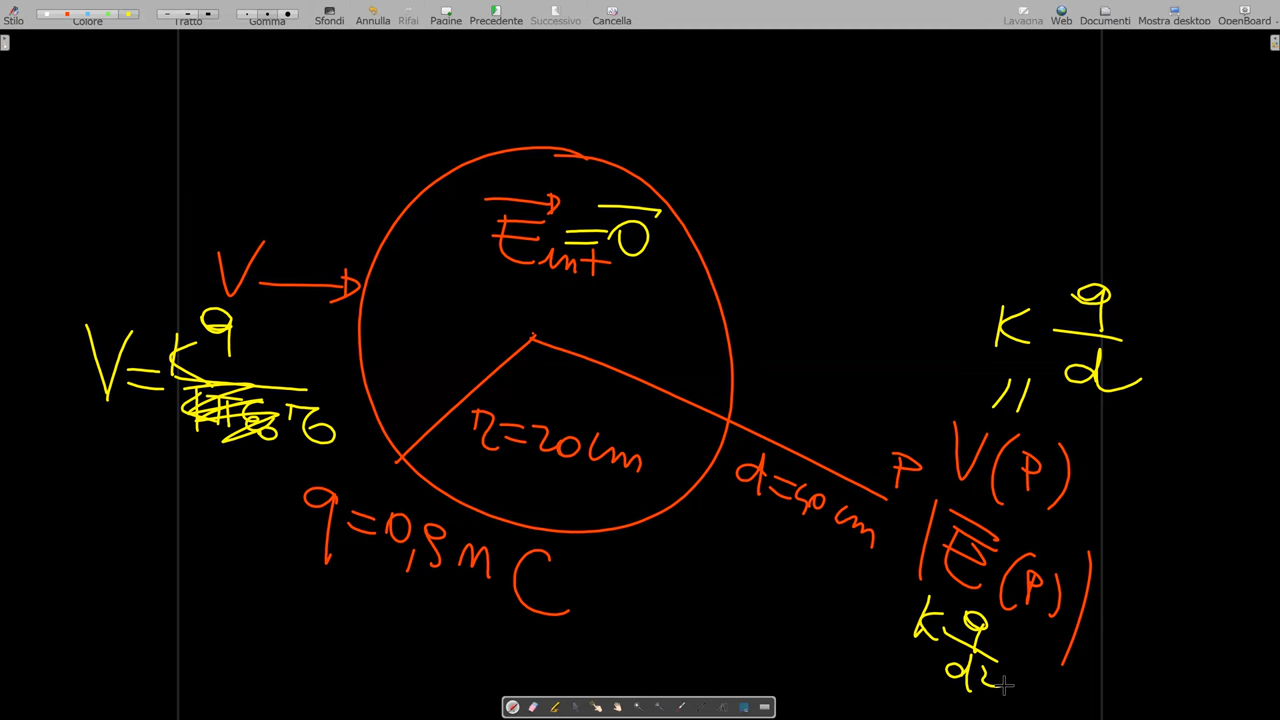 Stilo Colore Tratto Gomma Sfondi Annulla Rifai Pagine Precedente Successivo Cancella Lavagna Web Documenti Mostra desktop OpenBoard
E int = 0
V
V = K q
r
K q
d
=
r = 20 cm
P V(P)
d = 40 cm
q = 0,8 n C
|E(P)|
K q
d²